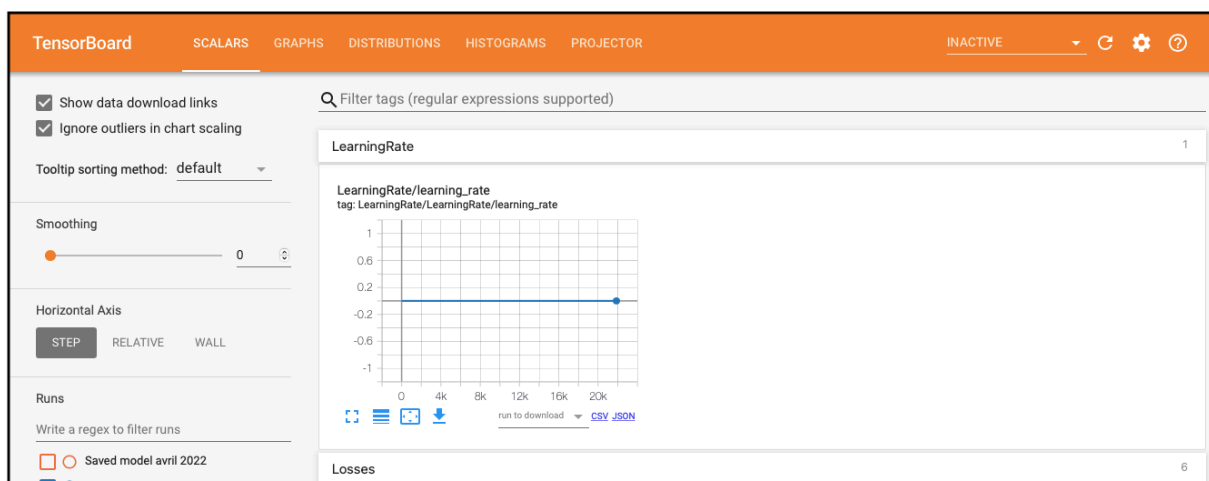 TensorBoard SCALARS GRAPHS DISTRIBUTIONS HISTOGRAMS PROJECTOR INACTIVE
Show data download links
Ignore outliers in chart scaling
Tooltip sorting method: default
Smoothing
0
Horizontal Axis
STEP RELATIVE WALL
Runs
Write a regex to filter runs
Saved model avril 2022
Filter tags (regular expressions supported)
LearningRate 1
LearningRate/learning_rate
tag: LearningRate/LearningRate/learning_rate
1
0.6
0.2
-0.2
-0.6
-1
0 4k 8k 12k 16k 20k
run to download CSV JSON
Losses 6